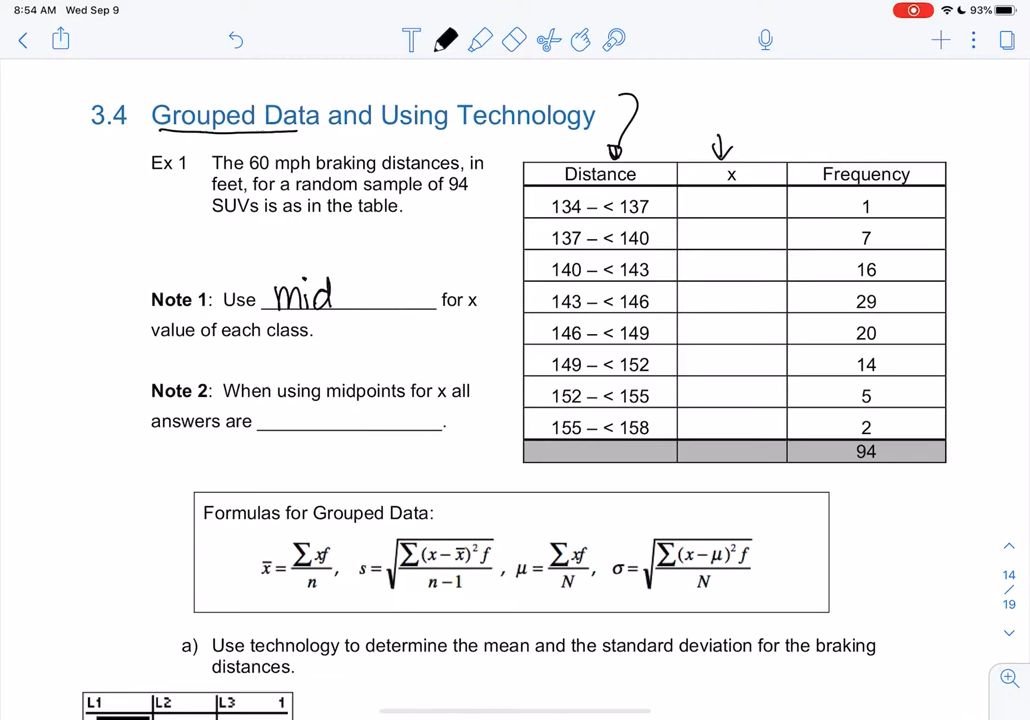 8:54 AM Wed Sep 9
93%
T
3.4 Grouped Data and Using Technology
Ex 1 The 60 mph braking distances, in
feet, for a random sample of 94
SUVs is as in the table.
Note 1: Use mid for x
value of each class.
Note 2: When using midpoints for x all
answers are ________________.
Distance x Frequency
134 – < 137 1
137 – < 140 7
140 – < 143 16
143 – < 146 29
146 – < 149 20
149 – < 152 14
152 – < 155 5
155 – < 158 2
94
Formulas for Grouped Data:
x̄ = ∑xf / n, s = √(∑(x − x̄)² f / (n − 1)), μ = ∑xf / N, σ = √(∑(x − μ)² f / N)
14
/
19
a) Use technology to determine the mean and the standard deviation for the braking
distances.
L1 L2 L3 1